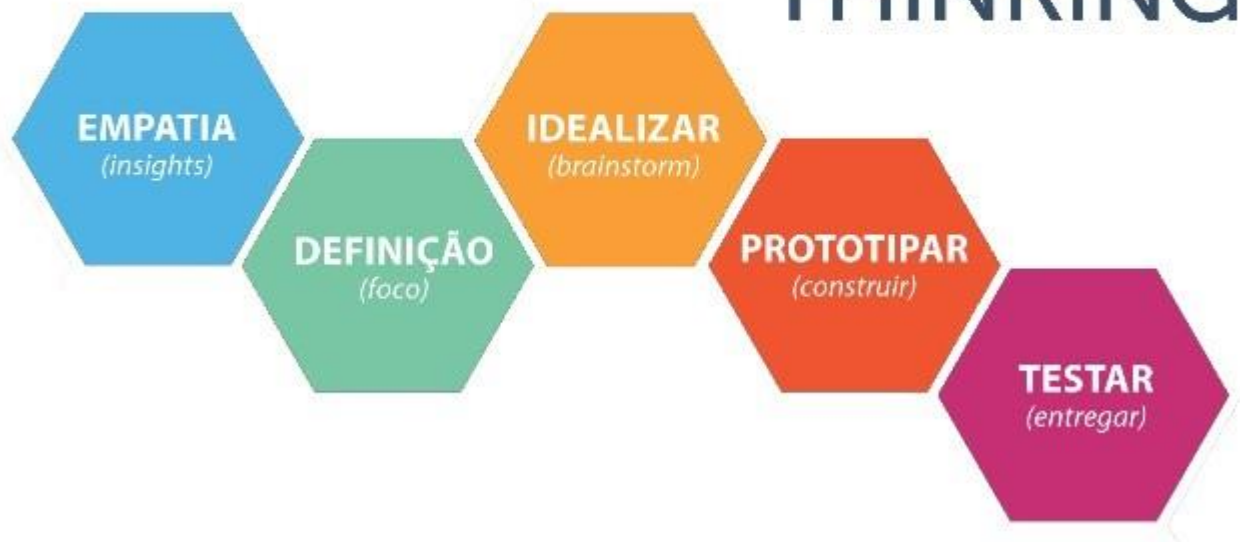 THINKING
EMPATIA
(insights)
DEFINIÇÃO
(foco)
IDEALIZAR
(brainstorm)
PROTOTIPAR
(construir)
TESTAR
(entregar)